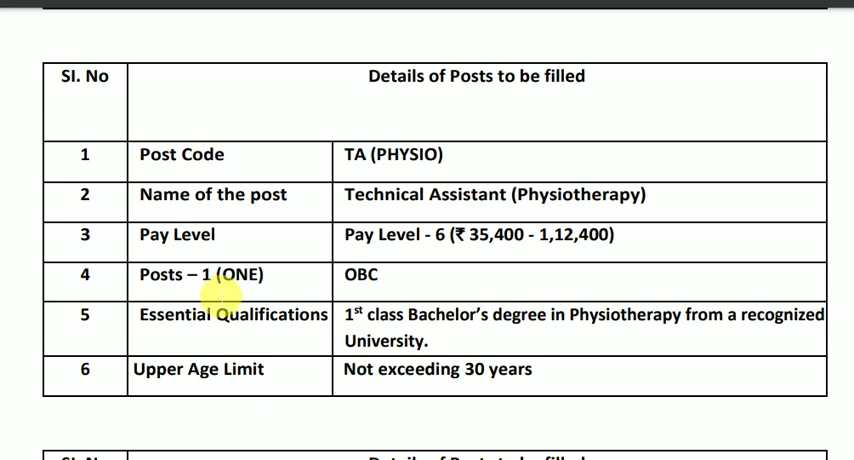 Sl. No Details of Posts to be filled
1 Post Code TA (PHYSIO)
2 Name of the post Technical Assistant (Physiotherapy)
3 Pay Level Pay Level - 6 (₹ 35,400 - 1,12,400)
4 Posts – 1 (ONE) OBC
5 Essential Qualifications 1st class Bachelor's degree in Physiotherapy from a recognized
University.
6 Upper Age Limit Not exceeding 30 years